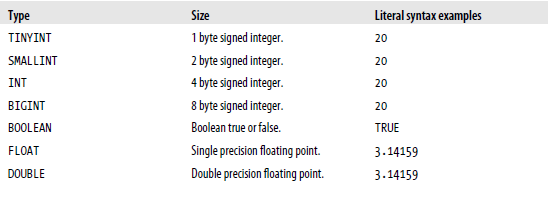 Type Size Literal syntax examples
TINYINT 1 byte signed integer. 20
SMALLINT 2 byte signed integer. 20
INT 4 byte signed integer. 20
BIGINT 8 byte signed integer. 20
BOOLEAN Boolean true or false. TRUE
FLOAT Single precision floating point. 3.14159
DOUBLE Double precision floating point. 3.14159